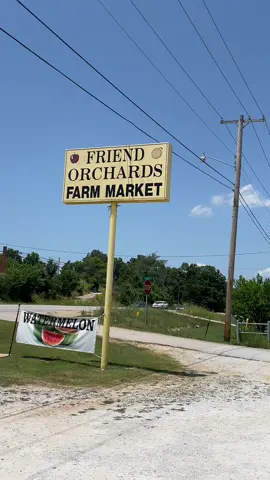 FRIEND
ORCHARDS
FARM MARKET
WATERMELON